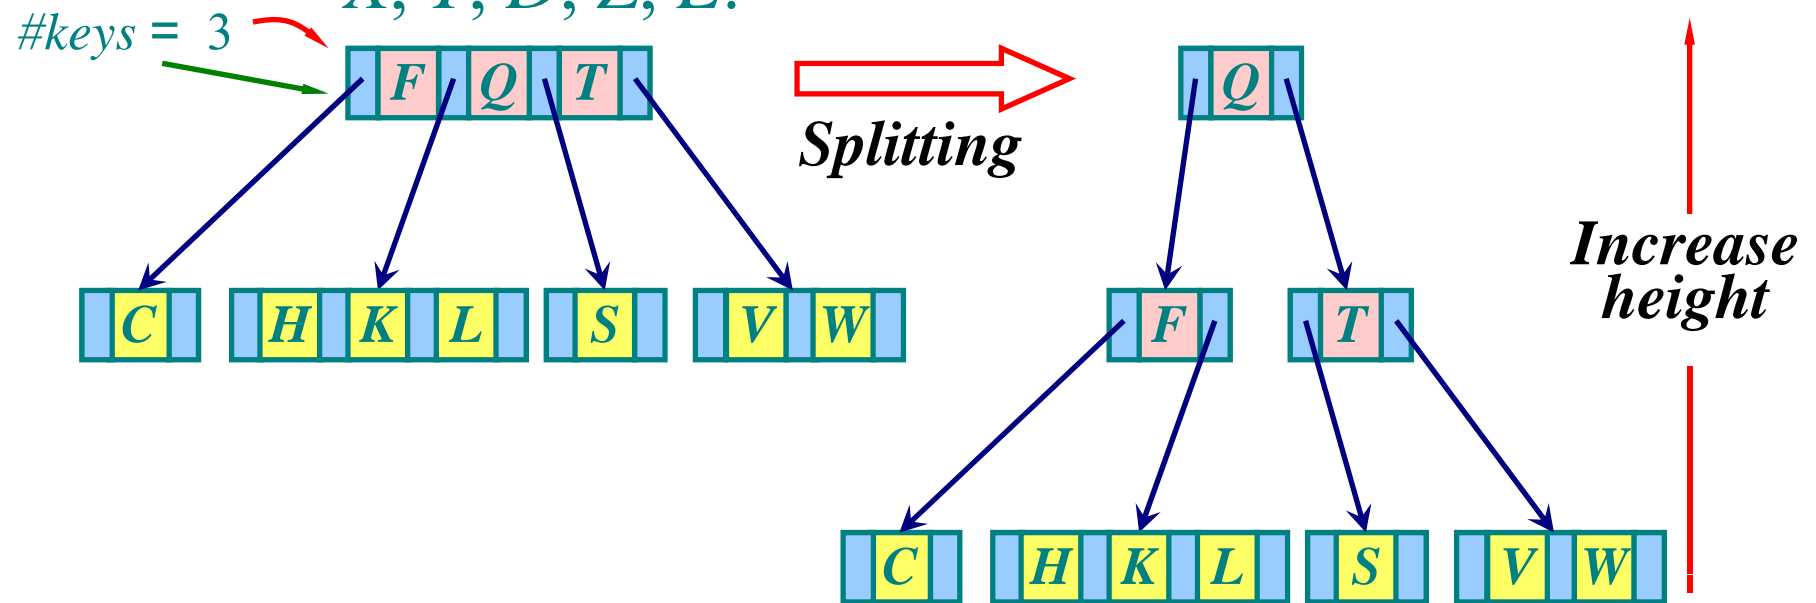 X, Y, D, Z, E.
#keys = 3
F Q T
Q
Splitting
Increase
height
C H K L S V W
F T
C H K L S V W